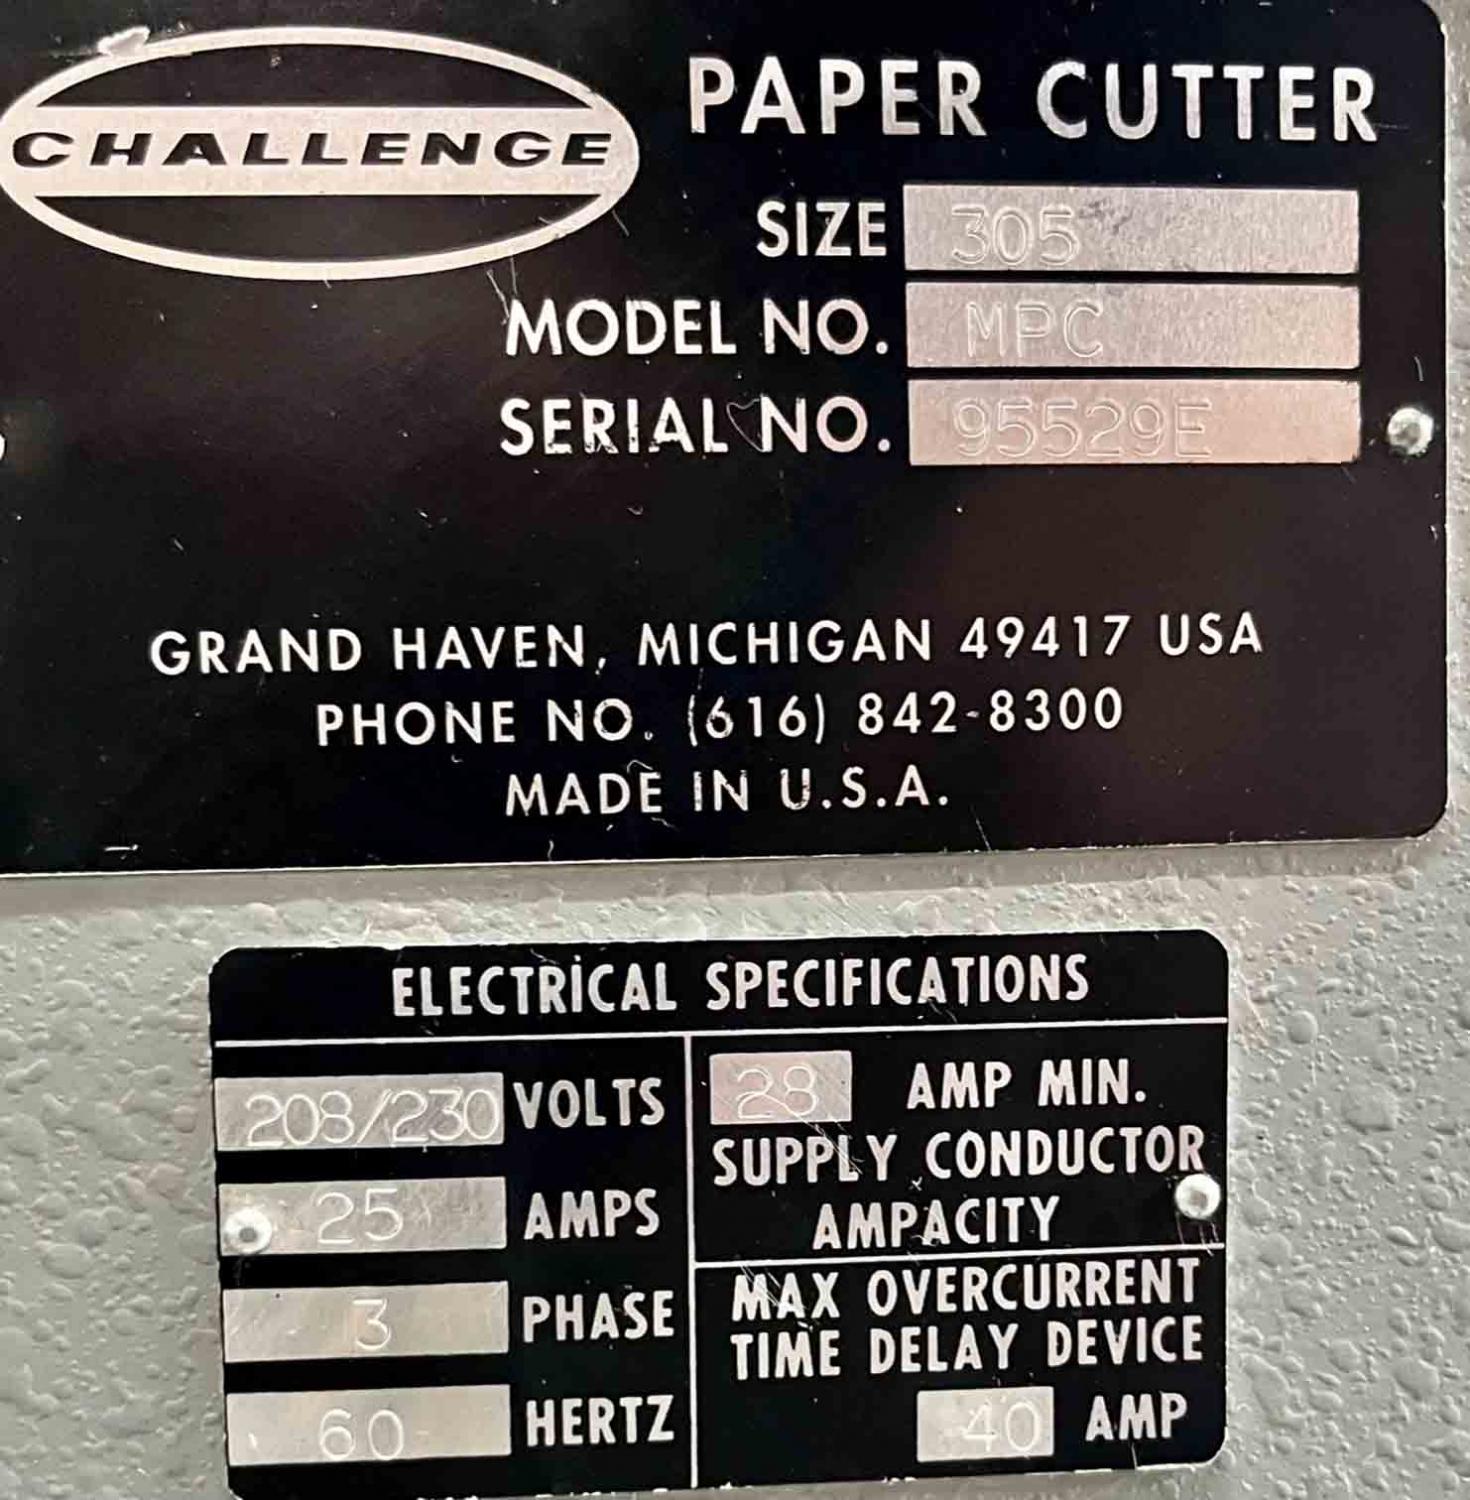 CHALLENGE
PAPER CUTTER
SIZE 305
MODEL NO. MPC
SERIAL NO. 95529E
GRAND HAVEN, MICHIGAN 49417 USA
PHONE NO. (616) 842-8300
MADE IN U.S.A.
ELECTRICAL SPECIFICATIONS
208/230 VOLTS
25 AMPS
3 PHASE
60 HERTZ
28 AMP MIN.
SUPPLY CONDUCTOR
AMPACITY
MAX OVERCURRENT
TIME DELAY DEVICE
40 AMP